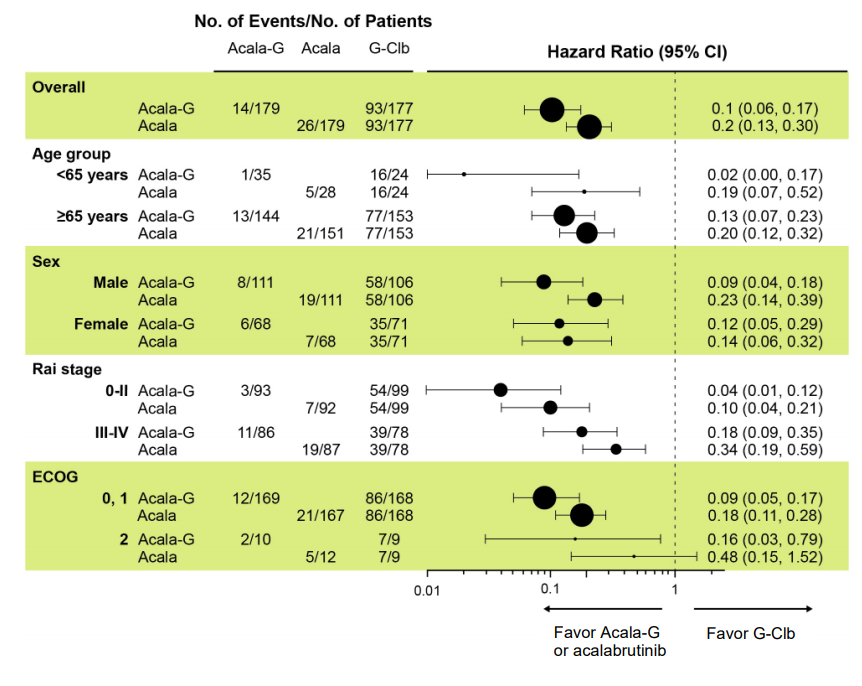 No. of Events/No. of Patients
Acala-G Acala G-Clb Hazard Ratio (95% CI)
Overall
Acala-G 14/179 93/177 0.1 (0.06, 0.17)
Acala 26/179 93/177 0.2 (0.13, 0.30)
Age group
<65 years Acala-G 1/35 16/24 0.02 (0.00, 0.17)
Acala 5/28 16/24 0.19 (0.07, 0.52)
≥65 years Acala-G 13/144 77/153 0.13 (0.07, 0.23)
Acala 21/151 77/153 0.20 (0.12, 0.32)
Sex
Male Acala-G 8/111 58/106 0.09 (0.04, 0.18)
Acala 19/111 58/106 0.23 (0.14, 0.39)
Female Acala-G 6/68 35/71 0.12 (0.05, 0.29)
Acala 7/68 35/71 0.14 (0.06, 0.32)
Rai stage
0-II Acala-G 3/93 54/99 0.04 (0.01, 0.12)
Acala 7/92 54/99 0.10 (0.04, 0.21)
III-IV Acala-G 11/86 39/78 0.18 (0.09, 0.35)
Acala 19/87 39/78 0.34 (0.19, 0.59)
ECOG
0, 1 Acala-G 12/169 86/168 0.09 (0.05, 0.17)
Acala 21/167 86/168 0.18 (0.11, 0.28)
2 Acala-G 2/10 7/9 0.16 (0.03, 0.79)
Acala 5/12 7/9 0.48 (0.15, 1.52)
0.01 0.1 1
Favor Acala-G Favor G-Clb
or acalabrutinib